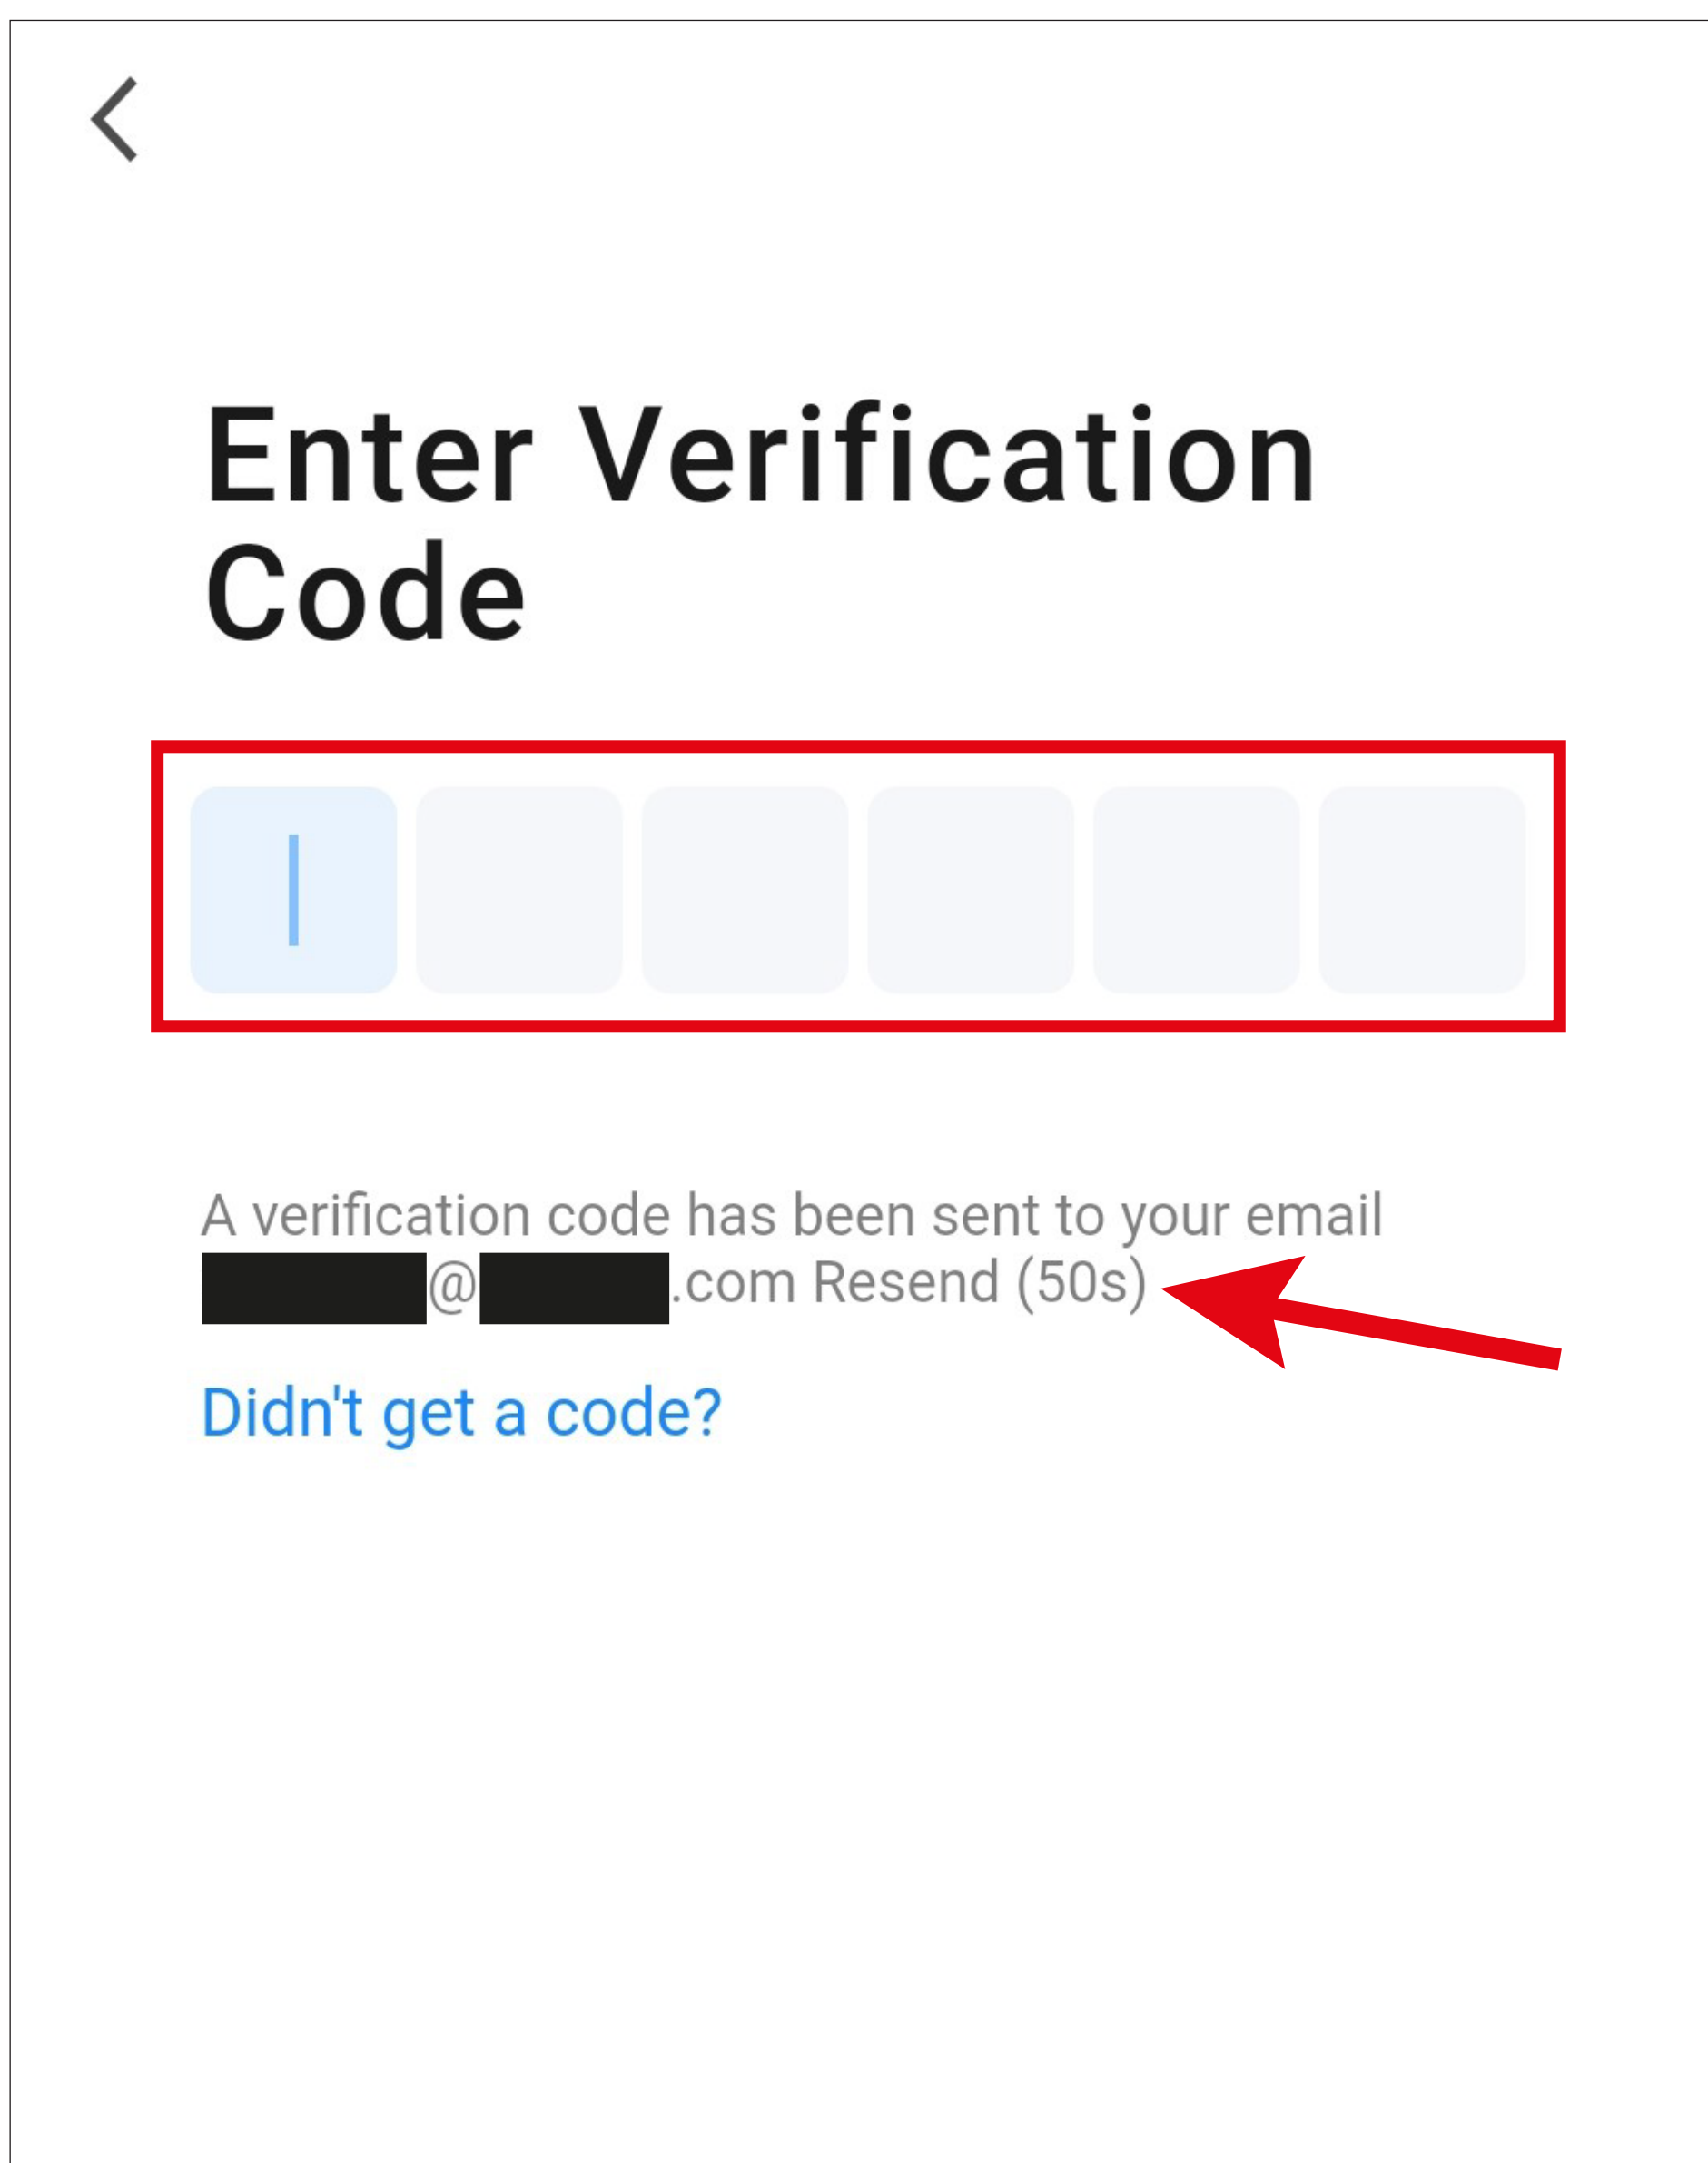 Enter Verification
Code
A verification code has been sent to your email
@ .com Resend (50s)
Didn't get a code?